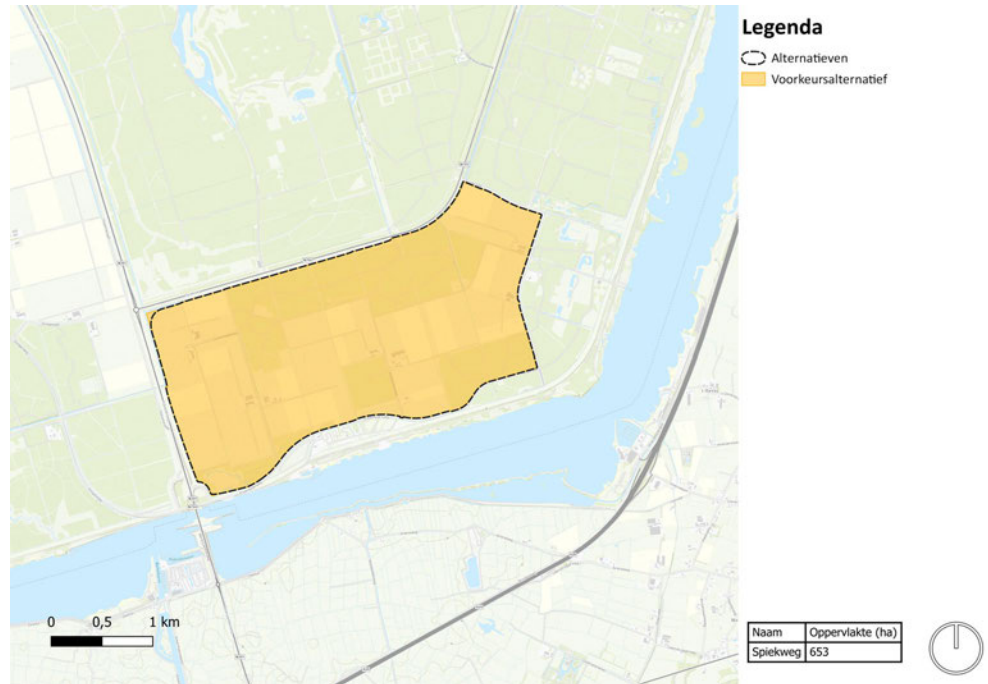 Legenda
Alternatieven
Voorkeursalternatief
0 0,5 1 km
Naam Oppervlakte (ha)
Spiekweg 653